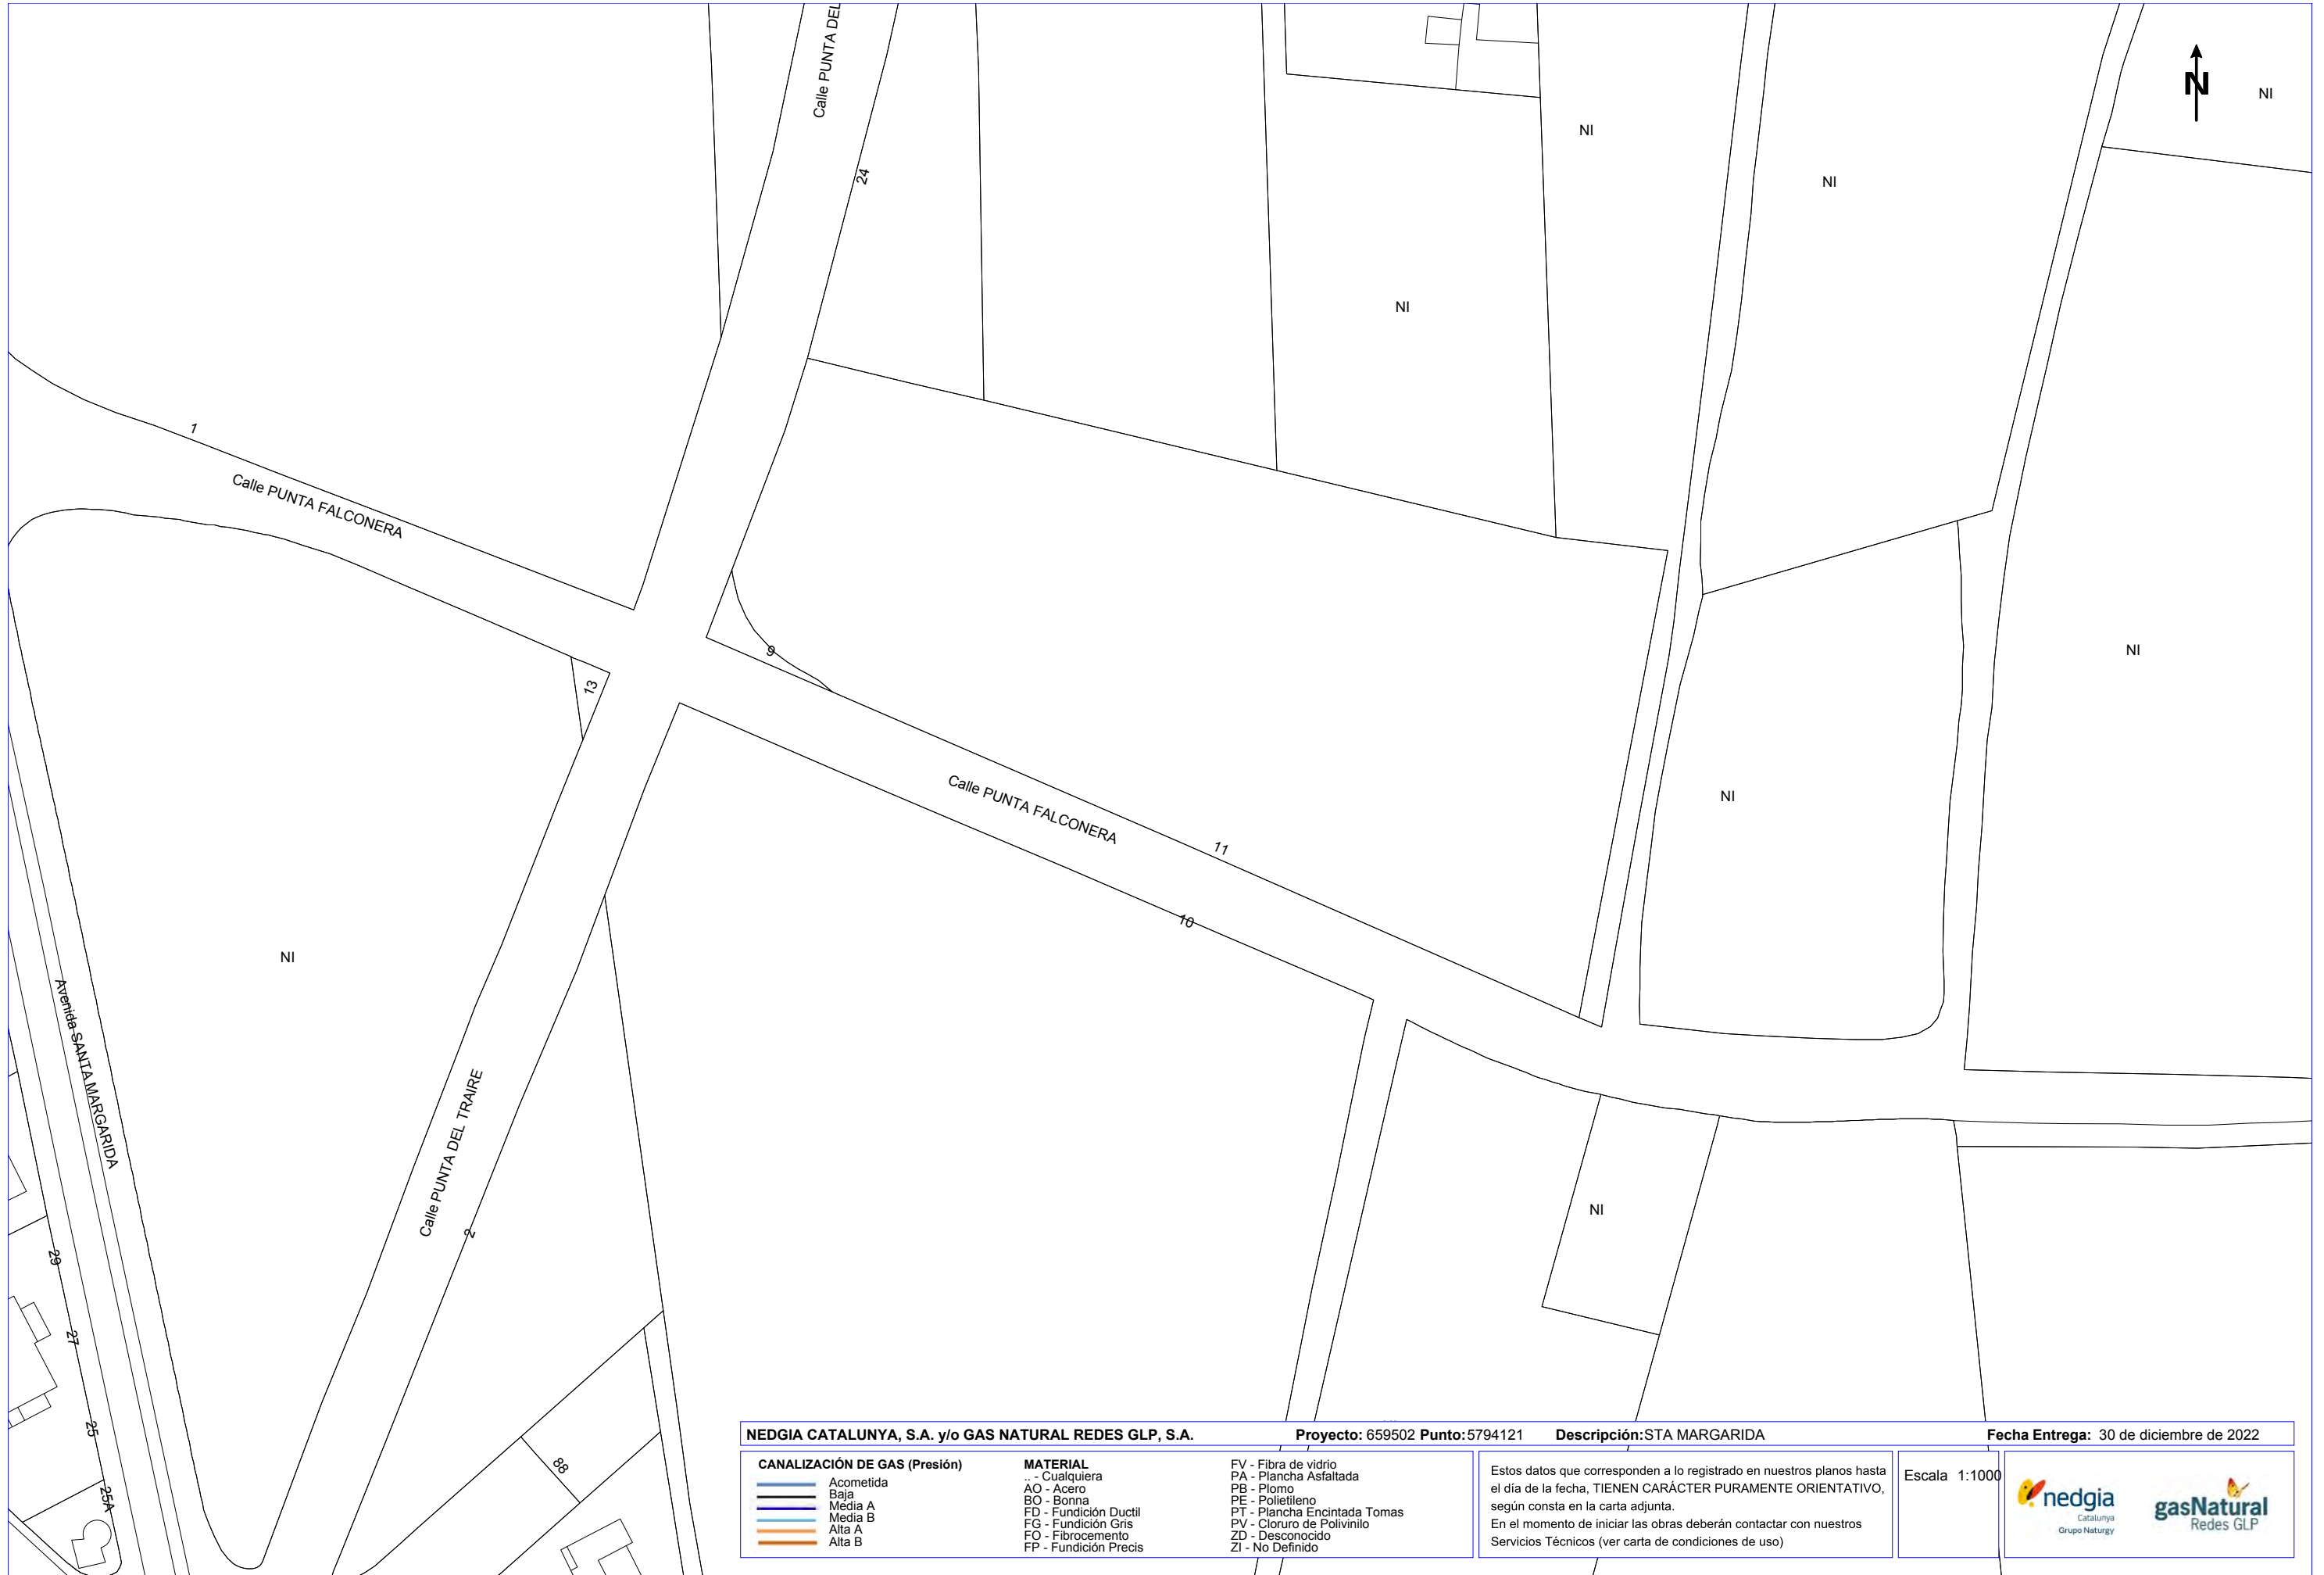 Calle PUNTA DEL
N
NI
NI
24
NI
NI
1
Calle PUNTA FALCONERA
9
NI
13
Calle PUNTA FALCONERA
NI
11
10
NI
Avenida SANTA MARGARIDA
Calle PUNTA DEL TRAIRE
NI
2
29
27
25
88
25A
NEDGIA CATALUNYA, S.A. y/o GAS NATURAL REDES GLP, S.A. Proyecto: 659502 Punto:5794121 Descripción:STA MARGARIDA Fecha Entrega: 30 de diciembre de 2022
CANALIZACIÓN DE GAS (Presión)
Acometida
Baja
Media A
Media B
Alta A
Alta B
MATERIAL
.. - Cualquiera
AO - Acero
BO - Bonna
FD - Fundición Ductil
FG - Fundición Gris
FO - Fibrocemento
FP - Fundición Precis
FV - Fibra de vidrio
PA - Plancha Asfaltada
PB - Plomo
PE - Polietileno
PT - Plancha Encintada Tomas
PV - Cloruro de Polivinilo
ZD - Desconocido
ZI - No Definido
Estos datos que corresponden a lo registrado en nuestros planos hasta
el día de la fecha, TIENEN CARÁCTER PURAMENTE ORIENTATIVO,
según consta en la carta adjunta.
En el momento de iniciar las obras deberán contactar con nuestros
Servicios Técnicos (ver carta de condiciones de uso)
Escala 1:1000
nedgia
Catalunya
Grupo Naturgy
gasNatural
Redes GLP